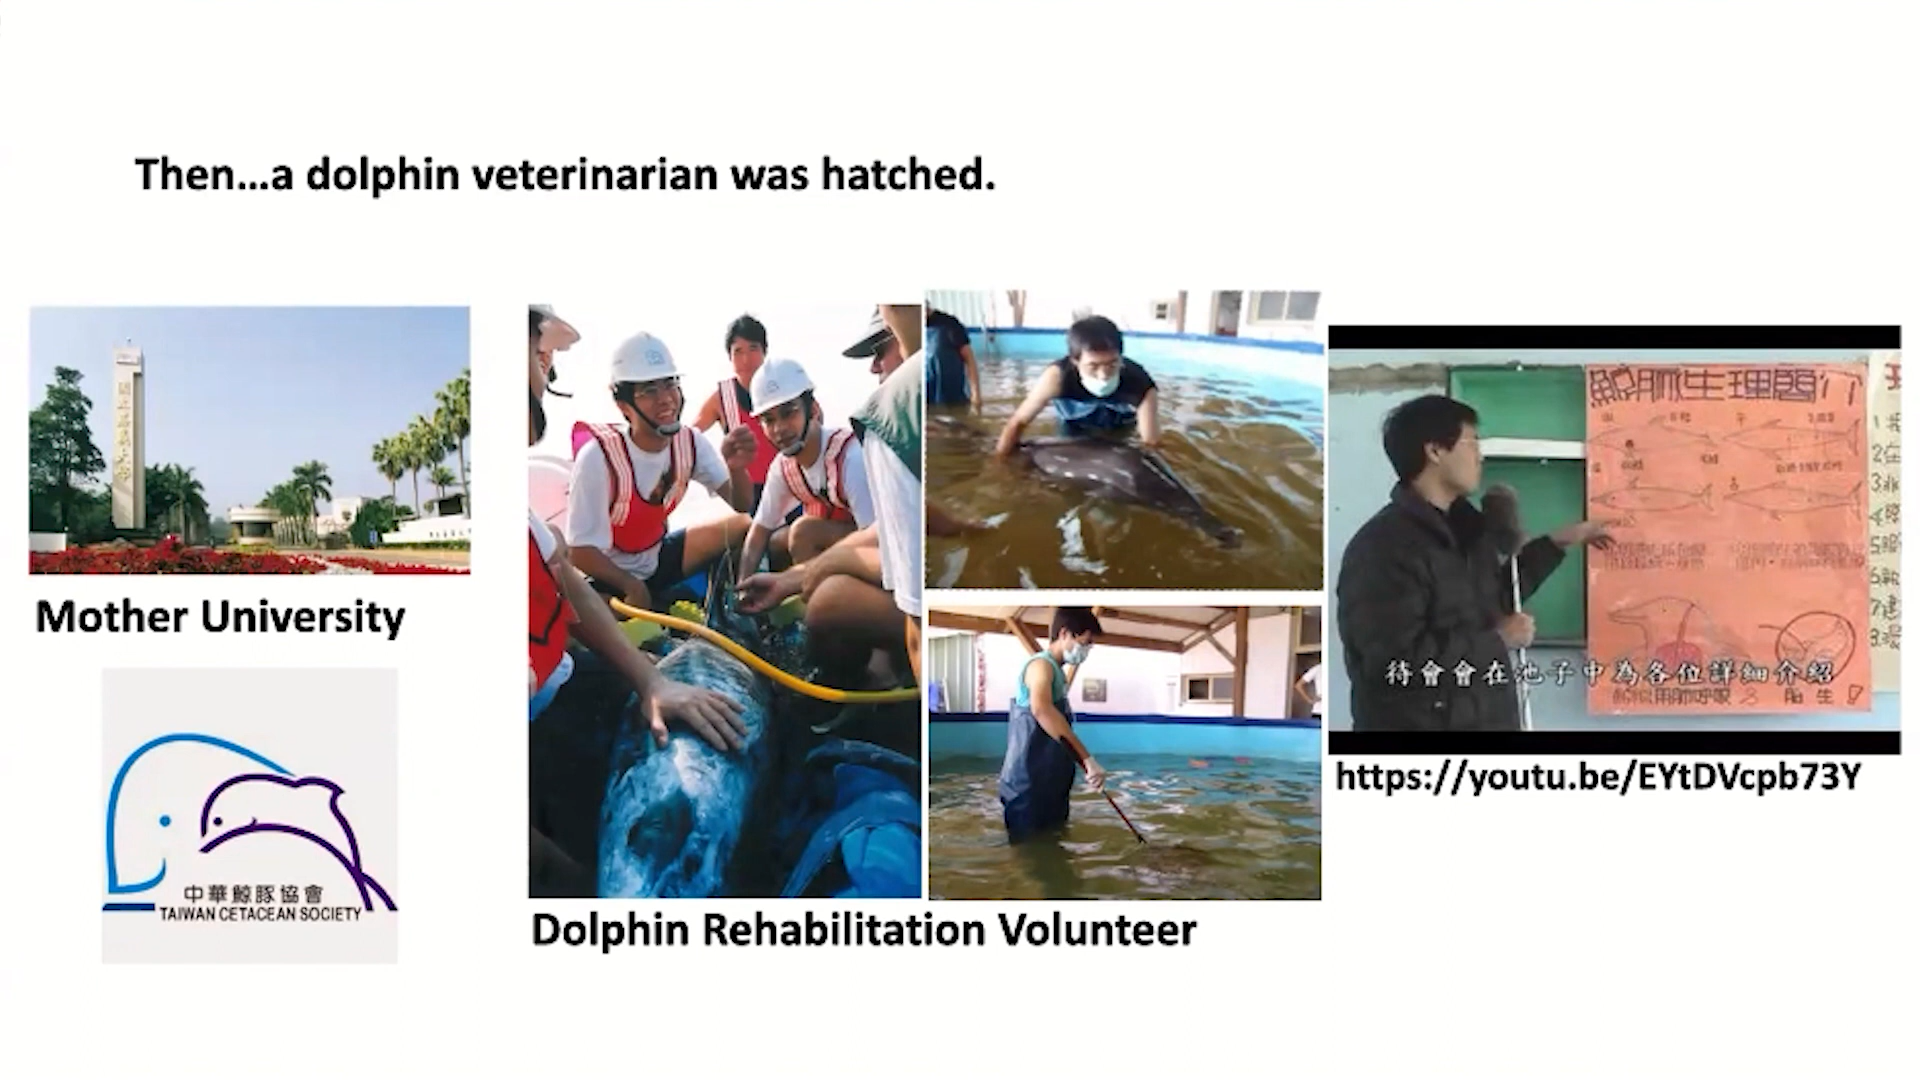 Then...a dolphin veterinarian was hatched.
Mother University
中華鯨豚協會
TAIWAN CETACEAN SOCIETY
Dolphin Rehabilitation Volunteer
待會會在池子中為各位詳細介紹
https://youtu.be/EYtDVcpb73Y